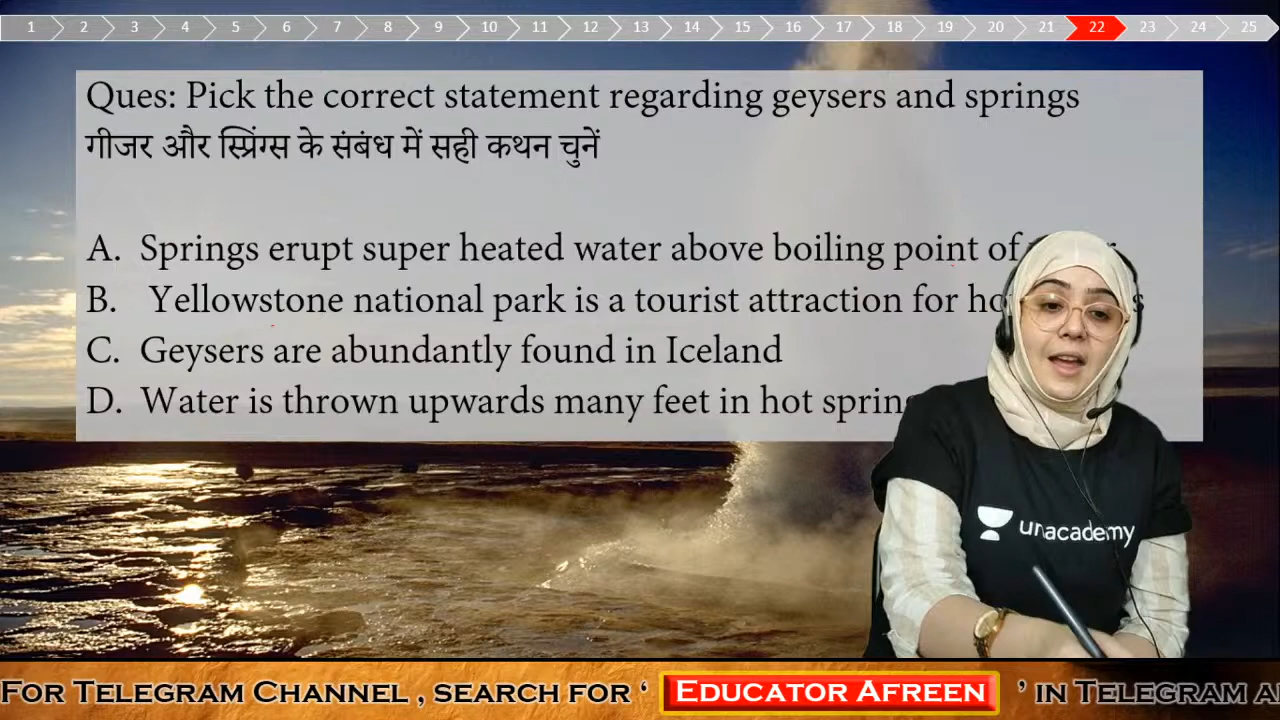 1 2 3 4 5 6 7 8 9 10 11 12 13 14 15 16 17 18 19 20 21 22 23 24 25
Ques: Pick the correct statement regarding geysers and springs
गीजर और स्प्रिंग्स के संबंध में सही कथन चुनें
A. Springs erupt super heated water above boiling point of
B. Yellowstone national park is a tourist attraction for
C. Geysers are abundantly found in Iceland
D. Water is thrown upwards many feet in hot
unacademy
FOR TELEGRAM CHANNEL , SEARCH FOR ‘ EDUCATOR AFREEN ’ IN TELEGRAM